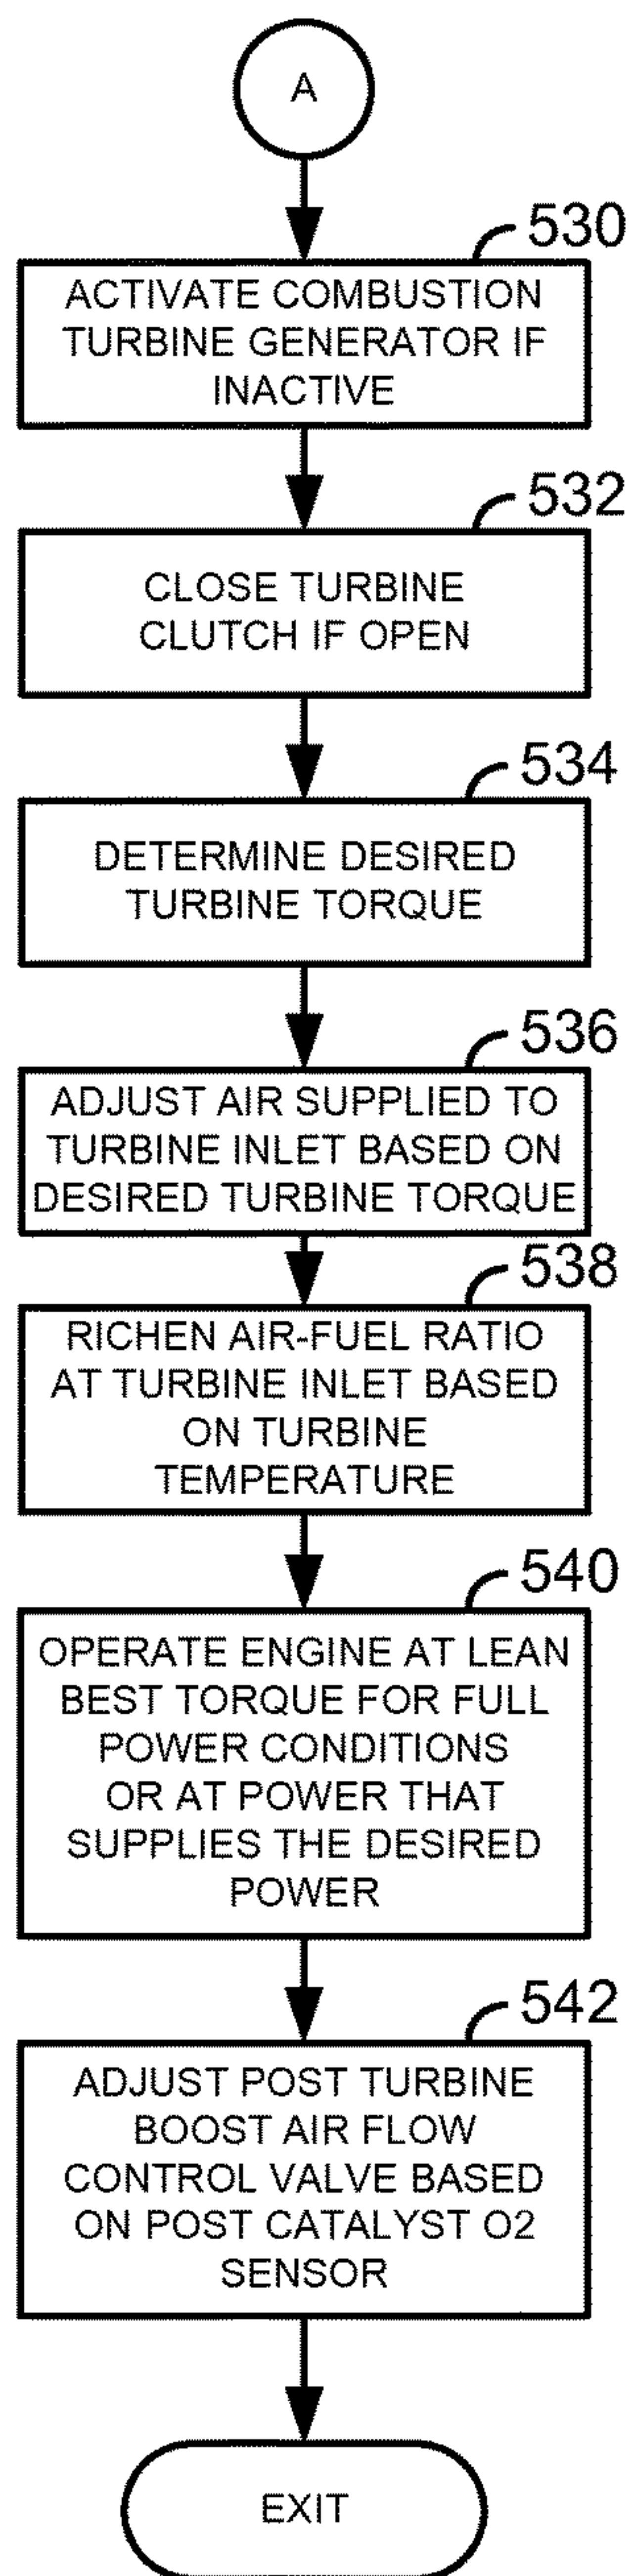 A
530
ACTIVATE COMBUSTION
TURBINE GENERATOR IF
INACTIVE
532
CLOSE TURBINE
CLUTCH IF OPEN
534
DETERMINE DESIRED
TURBINE TORQUE
536
ADJUST AIR SUPPLIED TO
TURBINE INLET BASED ON
DESIRED TURBINE TORQUE
538
RICHEN AIR-FUEL RATIO
AT TURBINE INLET BASED
ON TURBINE
TEMPERATURE
540
OPERATE ENGINE AT LEAN
BEST TORQUE FOR FULL
POWER CONDITIONS
OR AT POWER THAT
SUPPLIES THE DESIRED
POWER
542
ADJUST POST TURBINE
BOOST AIR FLOW
CONTROL VALVE BASED
ON POST CATALYST O2
SENSOR
EXIT